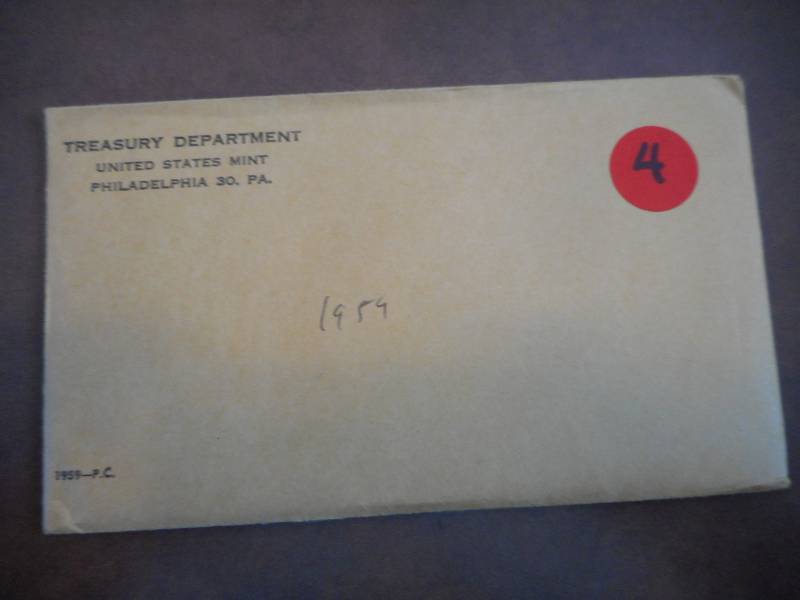 TREASURY DEPARTMENT
UNITED STATES MINT
PHILADELPHIA 30, PA.
4
1959
1959—P.C.